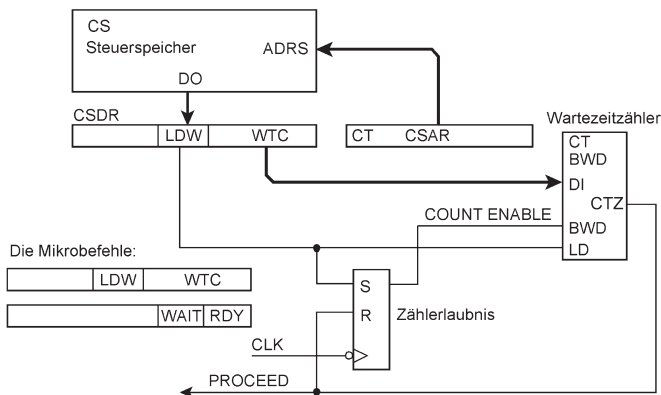 CS
Steuerspeicher
ADRS
DO
CSDR
LDW WTC
CT CSAR
Wartezeitzähler
CT
BWD
DI
CTZ
COUNT ENABLE
BWD
LD
Die Mikrobefehle:
LDW WTC
S
WAIT RDY
R
Zählerlaubnis
CLK
PROCEED